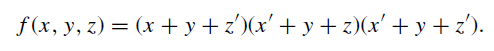 f(x, y, z) = (x + y + z′)(x′ + y + z)(x′ + y + z′).